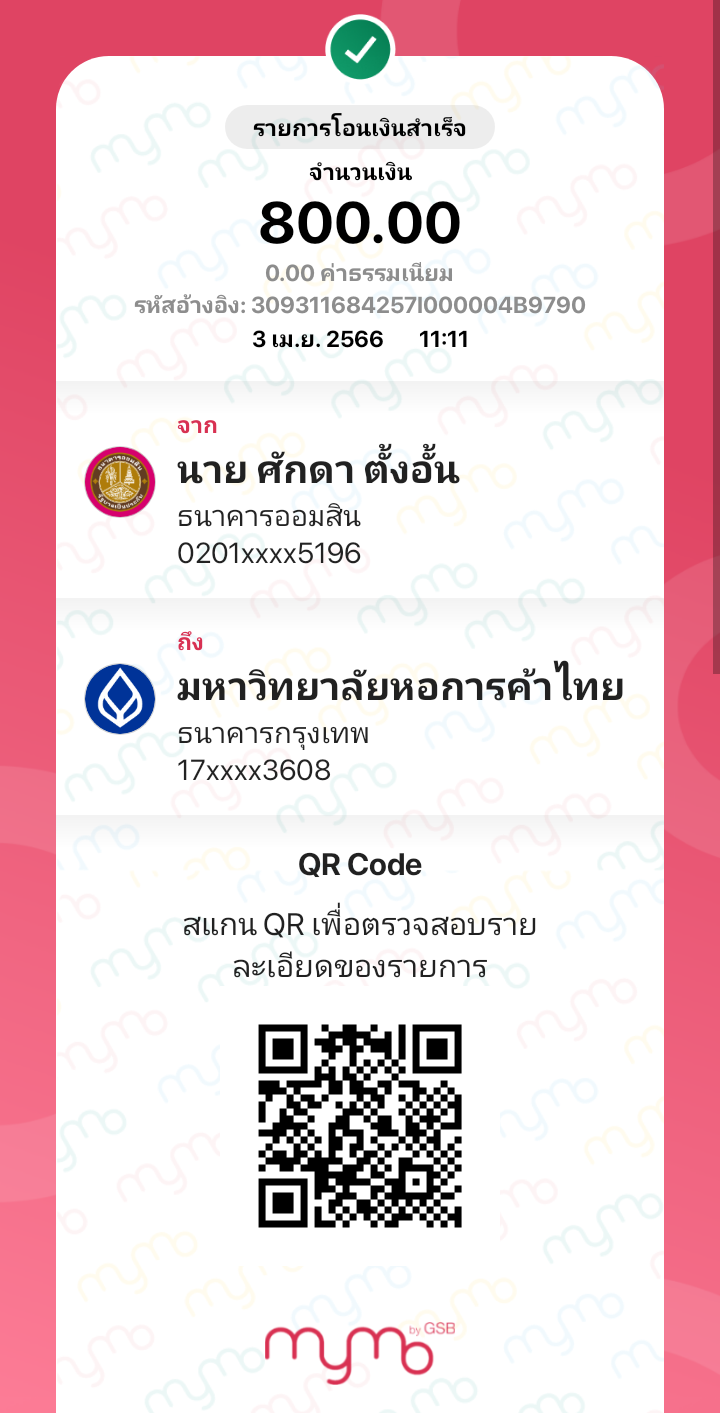 รายการโอนเงินสำเร็จ
จำนวนเงิน
800.00
0.00 ค่าธรรมเนียม
รหัสอ้างอิง: 309311684257I000004B9790
3 เม.ย. 2566 11:11
จาก
นาย ศักดา ตั้งอั้น
ธนาคารออมสิน
0201xxxx5196
ถึง
มหาวิทยาลัยหอการค้าไทย
ธนาคารกรุงเทพ
17xxxx3608
QR Code
สแกน QR เพื่อตรวจสอบราย
ละเอียดของรายการ
mymo by GSB